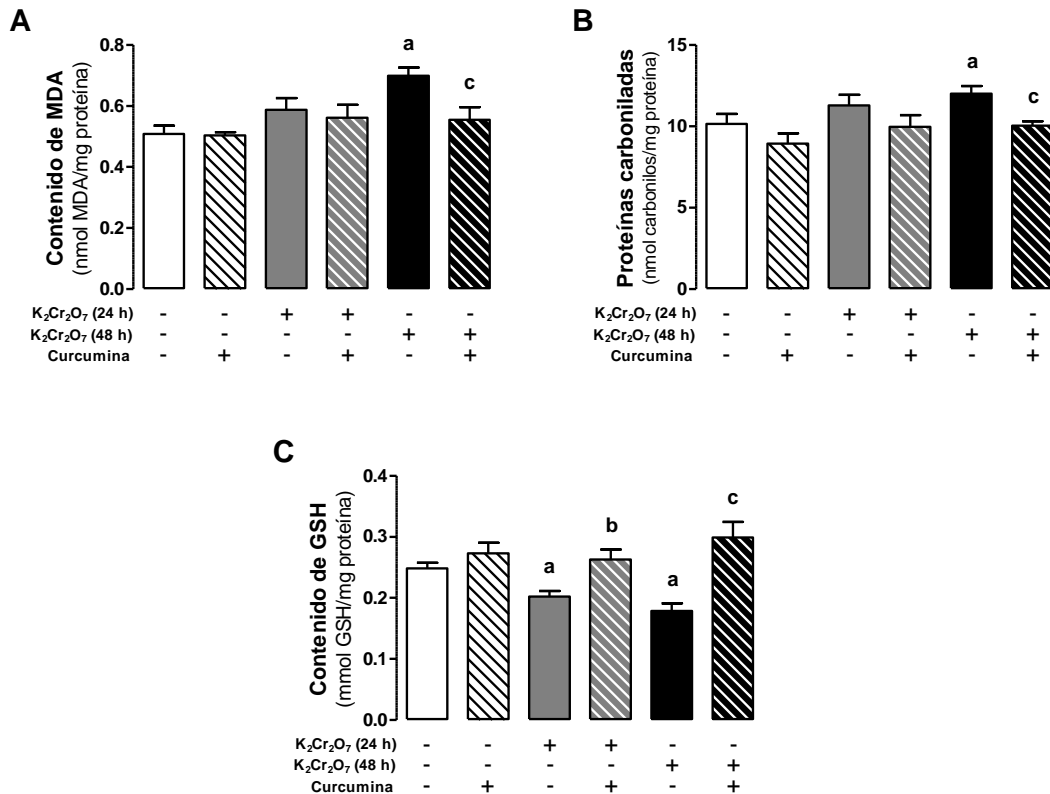 A
Contenido de MDA
(nmol MDA/mg proteína)
0.8
0.6
0.4
0.2
0.0
a
c
K₂Cr₂O₇ (24 h) - - + + - -
K₂Cr₂O₇ (48 h) - - - - + +
Curcumina - + - + - +
B
Proteínas carboniladas
(nmol carbonilos/mg proteína)
15
10
5
0
a
c
K₂Cr₂O₇ (24 h) - - + + - -
K₂Cr₂O₇ (48 h) - - - - + +
Curcumina - + - + - +
C
Contenido de GSH
(mmol GSH/mg proteína)
0.4
0.3
0.2
0.1
0.0
a
b
a
c
K₂Cr₂O₇ (24 h) - - + + - -
K₂Cr₂O₇ (48 h) - - - - + +
Curcumina - + - + - +